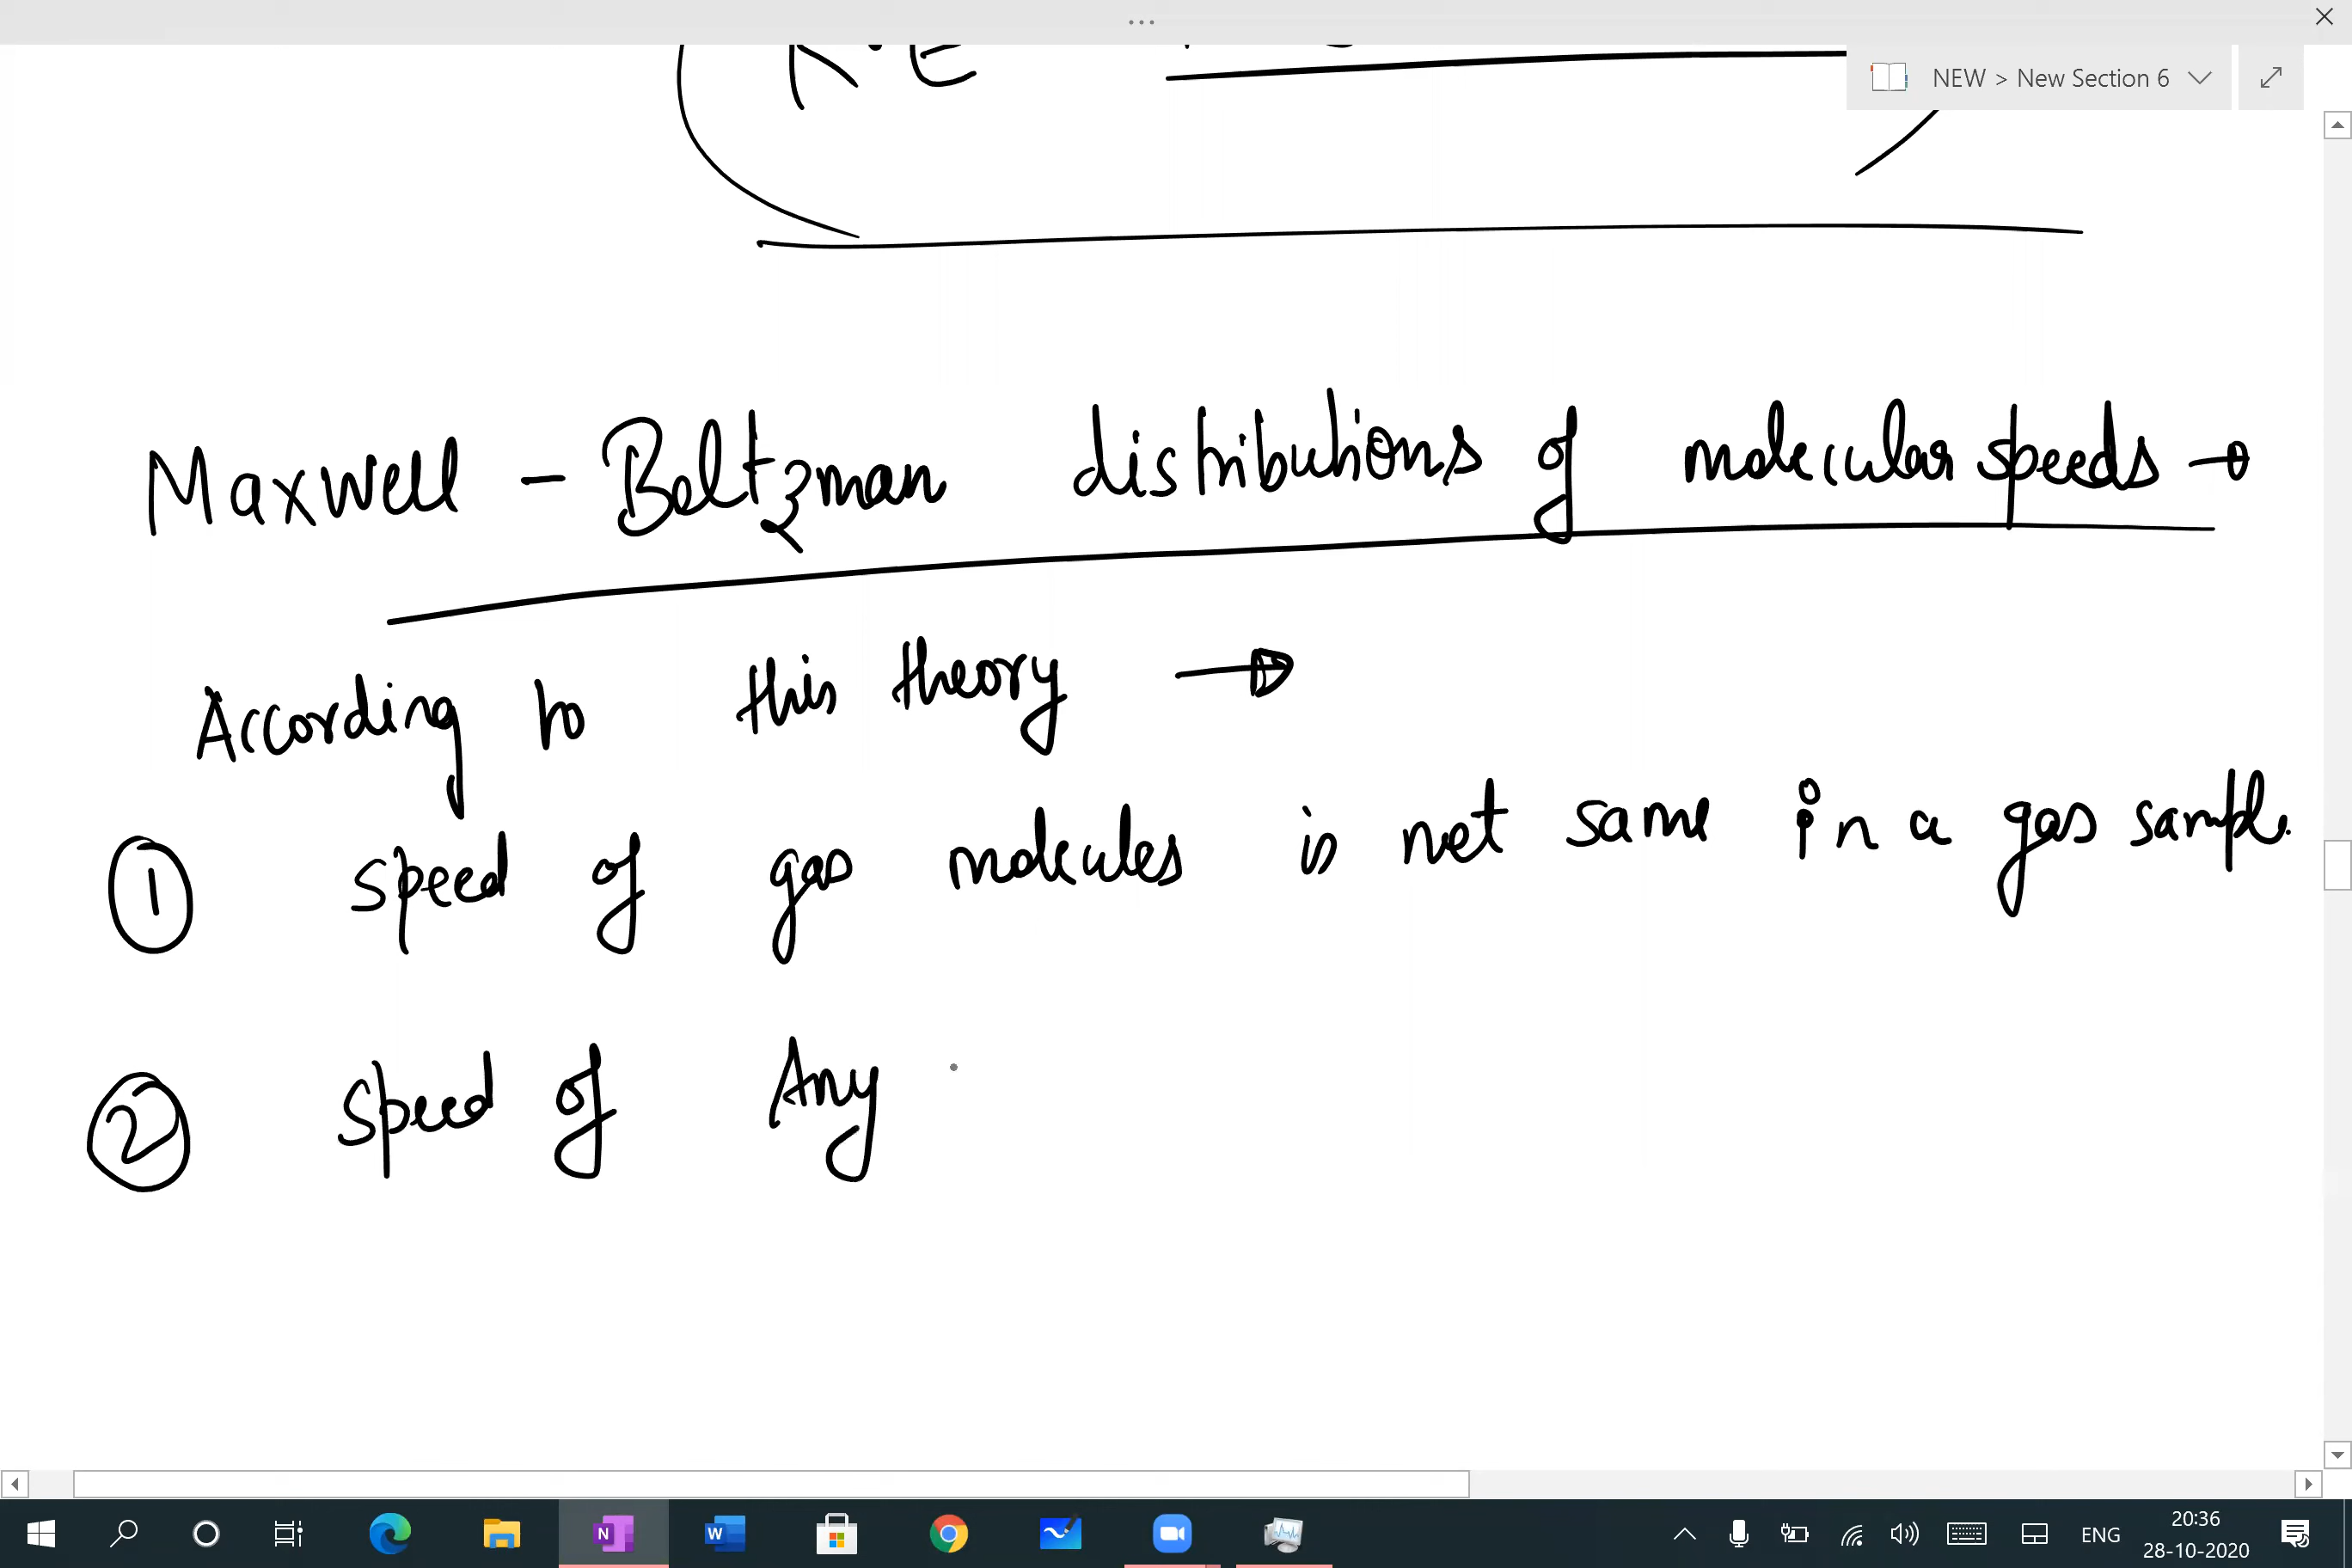 K.E
NEW > New Section 6
Maxwell - Boltzman distributions of molecular speeds →
According to this theory →
① speed of gas molecules is not same in a gas sample.
② speed of Any
ENG
20:36
28-10-2020